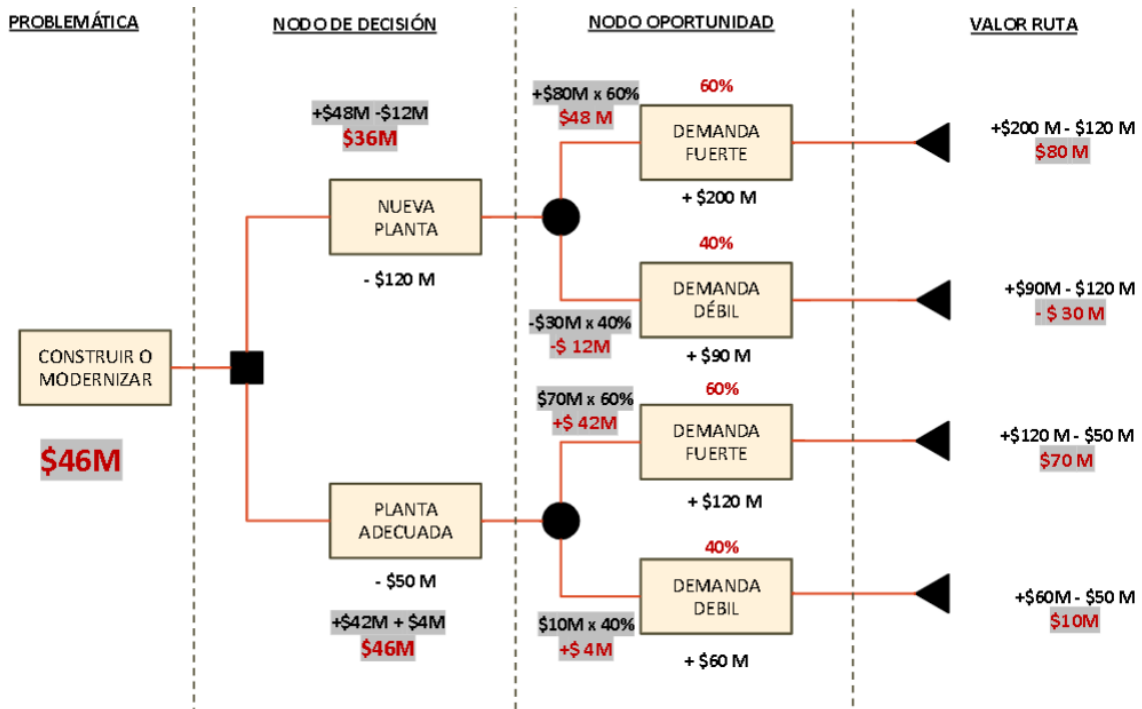 PROBLEMÁTICA
NODO DE DECISIÓN
NODO OPORTUNIDAD
VALOR RUTA
60%
+$80M x 60%
$48 M
+$48M -$12M
$36M
DEMANDA
FUERTE
+ $200 M
+$200 M - $120 M
$80 M
NUEVA
PLANTA
- $120 M
40%
DEMANDA
DÉBIL
+ $90 M
-$30M x 40%
-$ 12M
+$90M - $120 M
- $ 30 M
CONSTRUIR O
MODERNIZAR
$46M
60%
$70M x 60%
+$ 42M
DEMANDA
FUERTE
+ $120 M
+$120 M - $50 M
$70 M
PLANTA
ADECUADA
- $50 M
+$42M + $4M
$46M
40%
DEMANDA
DEBIL
+ $60 M
$10M x 40%
+$ 4M
+$60M - $50 M
$10M